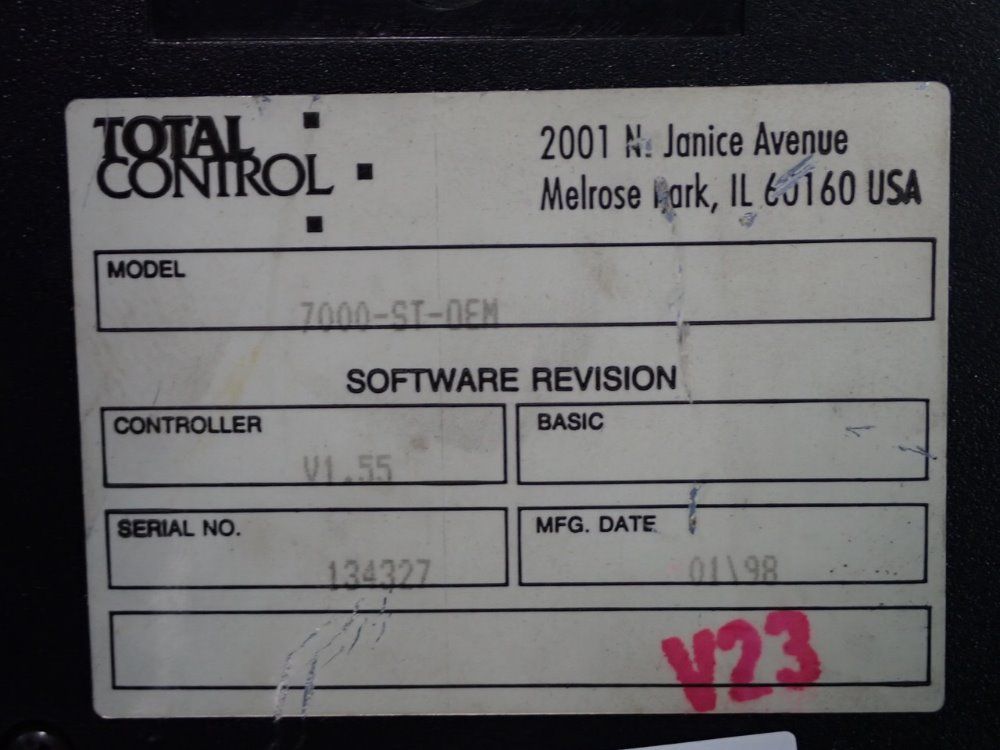 TOTAL
CONTROL
2001 N. Janice Avenue
Melrose Park, IL 60160 USA
MODEL
7000-ST-OEM
SOFTWARE REVISION
CONTROLLER
V1.55
BASIC
SERIAL NO.
134327
MFG. DATE
01\98
V23